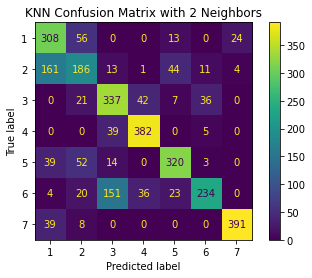 KNN Confusion Matrix with 2 Neighbors
True label
1 308 56 0 0 13 0 24
2 161 186 13 1 44 11 4
3 0 21 337 42 7 36 0
4 0 0 39 382 0 5 0
5 39 52 14 0 320 3 0
6 4 20 151 36 23 234 0
7 39 8 0 0 0 0 391
1 2 3 4 5 6 7
Predicted label
350
300
250
200
150
100
50
0